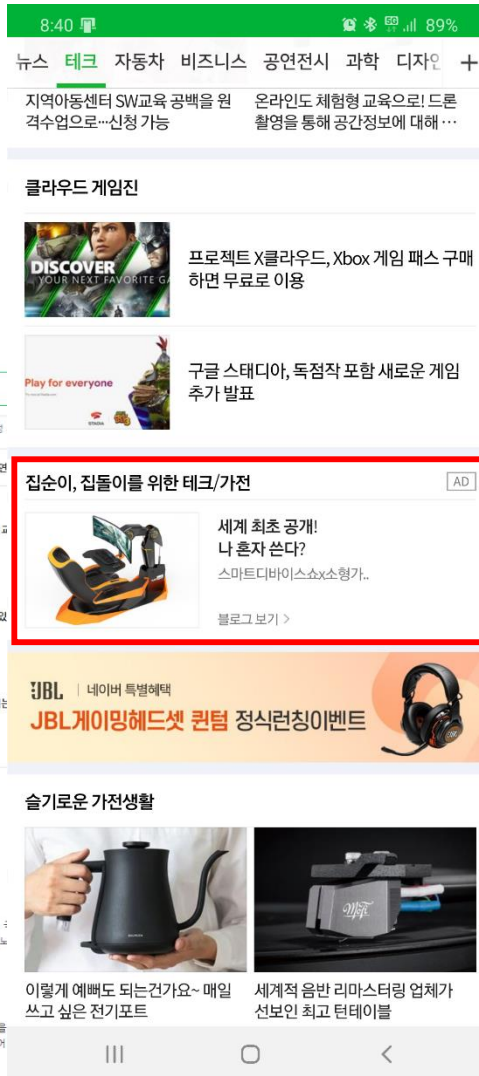 8:40
5G
89%
뉴스 테크 자동차 비즈니스 공연전시 과학 디자인 +
지역아동센터 SW교육 공백을 원
격수업으로…신청 가능
온라인도 체험형 교육으로! 드론
촬영을 통해 공간정보에 대해 …
클라우드 게임진
DISCOVER
YOUR NEXT FAVORITE GA
프로젝트 X클라우드, Xbox 게임 패스 구매
하면 무료로 이용
Play for everyone
STADIA
구글 스태디아, 독점작 포함 새로운 게임
추가 발표
집순이, 집돌이를 위한 테크/가전
AD
세계 최초 공개!
나 혼자 쓴다?
스마트디바이스쇼x소형가..
블로그 보기 >
JBL 네이버 특별혜택
JBL게이밍헤드셋 퀀텀 정식런칭이벤트
슬기로운 가전생활
이렇게 예뻐도 되는건가요~ 매일
쓰고 싶은 전기포트
세계적 음반 리마스터링 업체가
선보인 최고 턴테이블